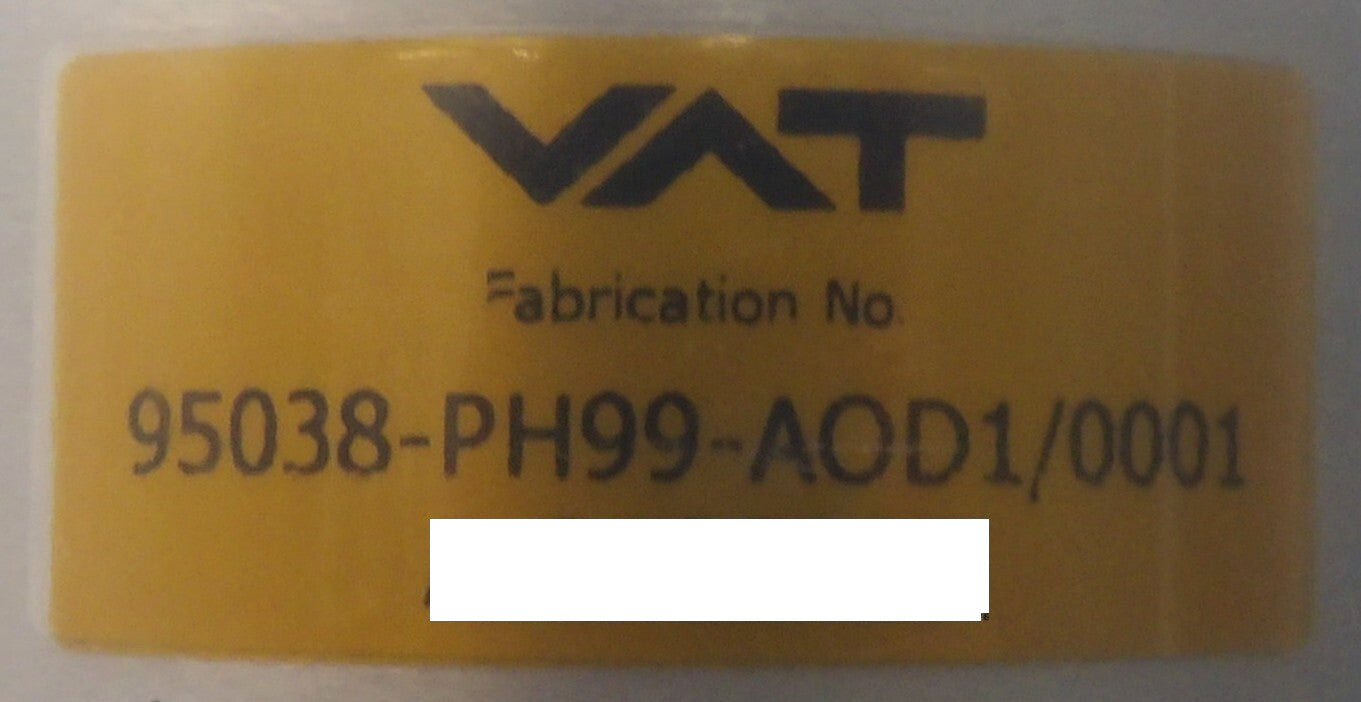 VAT
Fabrication No.
95038-PH99-AOD1/0001